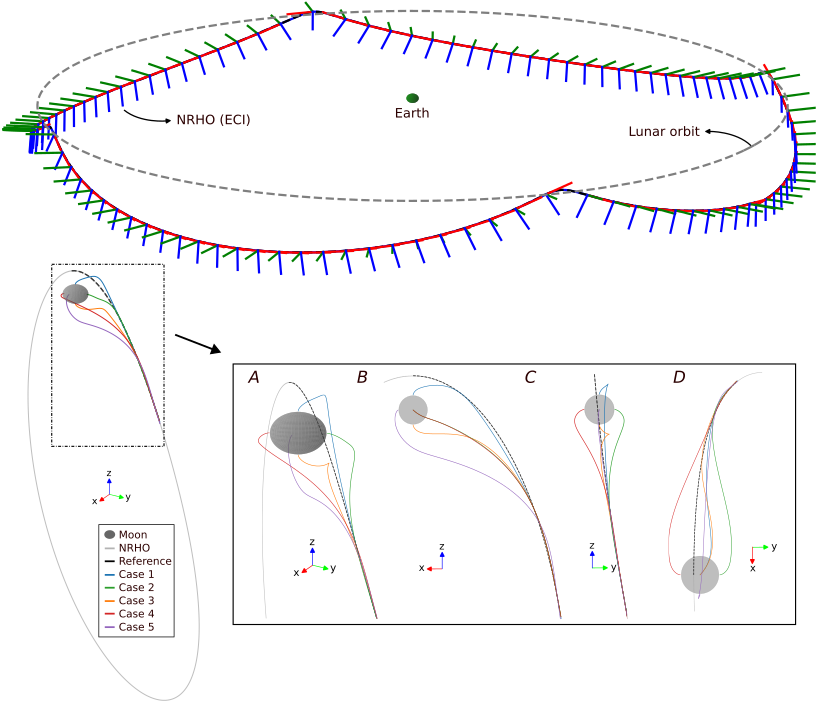 Earth
NRHO (ECI)
Lunar orbit
A B C D
z
x y
Moon
NRHO
Reference
Case 1
Case 2
Case 3
Case 4
Case 5
z
x y
z
x
z
y
y
x